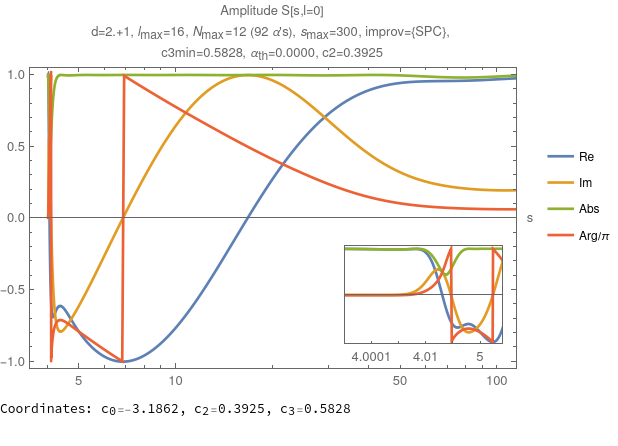 Amplitude S[s,l=0]
d=2.+1, lmax=16, Nmax=12 (92 α's), smax=300, improv={SPC},
c3min=0.5828, αth=0.0000, c2=0.3925
1.0
0.5
0.0
-0.5
-1.0
5 10 50 100
s
4.0001 4.01 5
Re
Im
Abs
Arg/π
Coordinates: c0=-3.1862, c2=0.3925, c3=0.5828